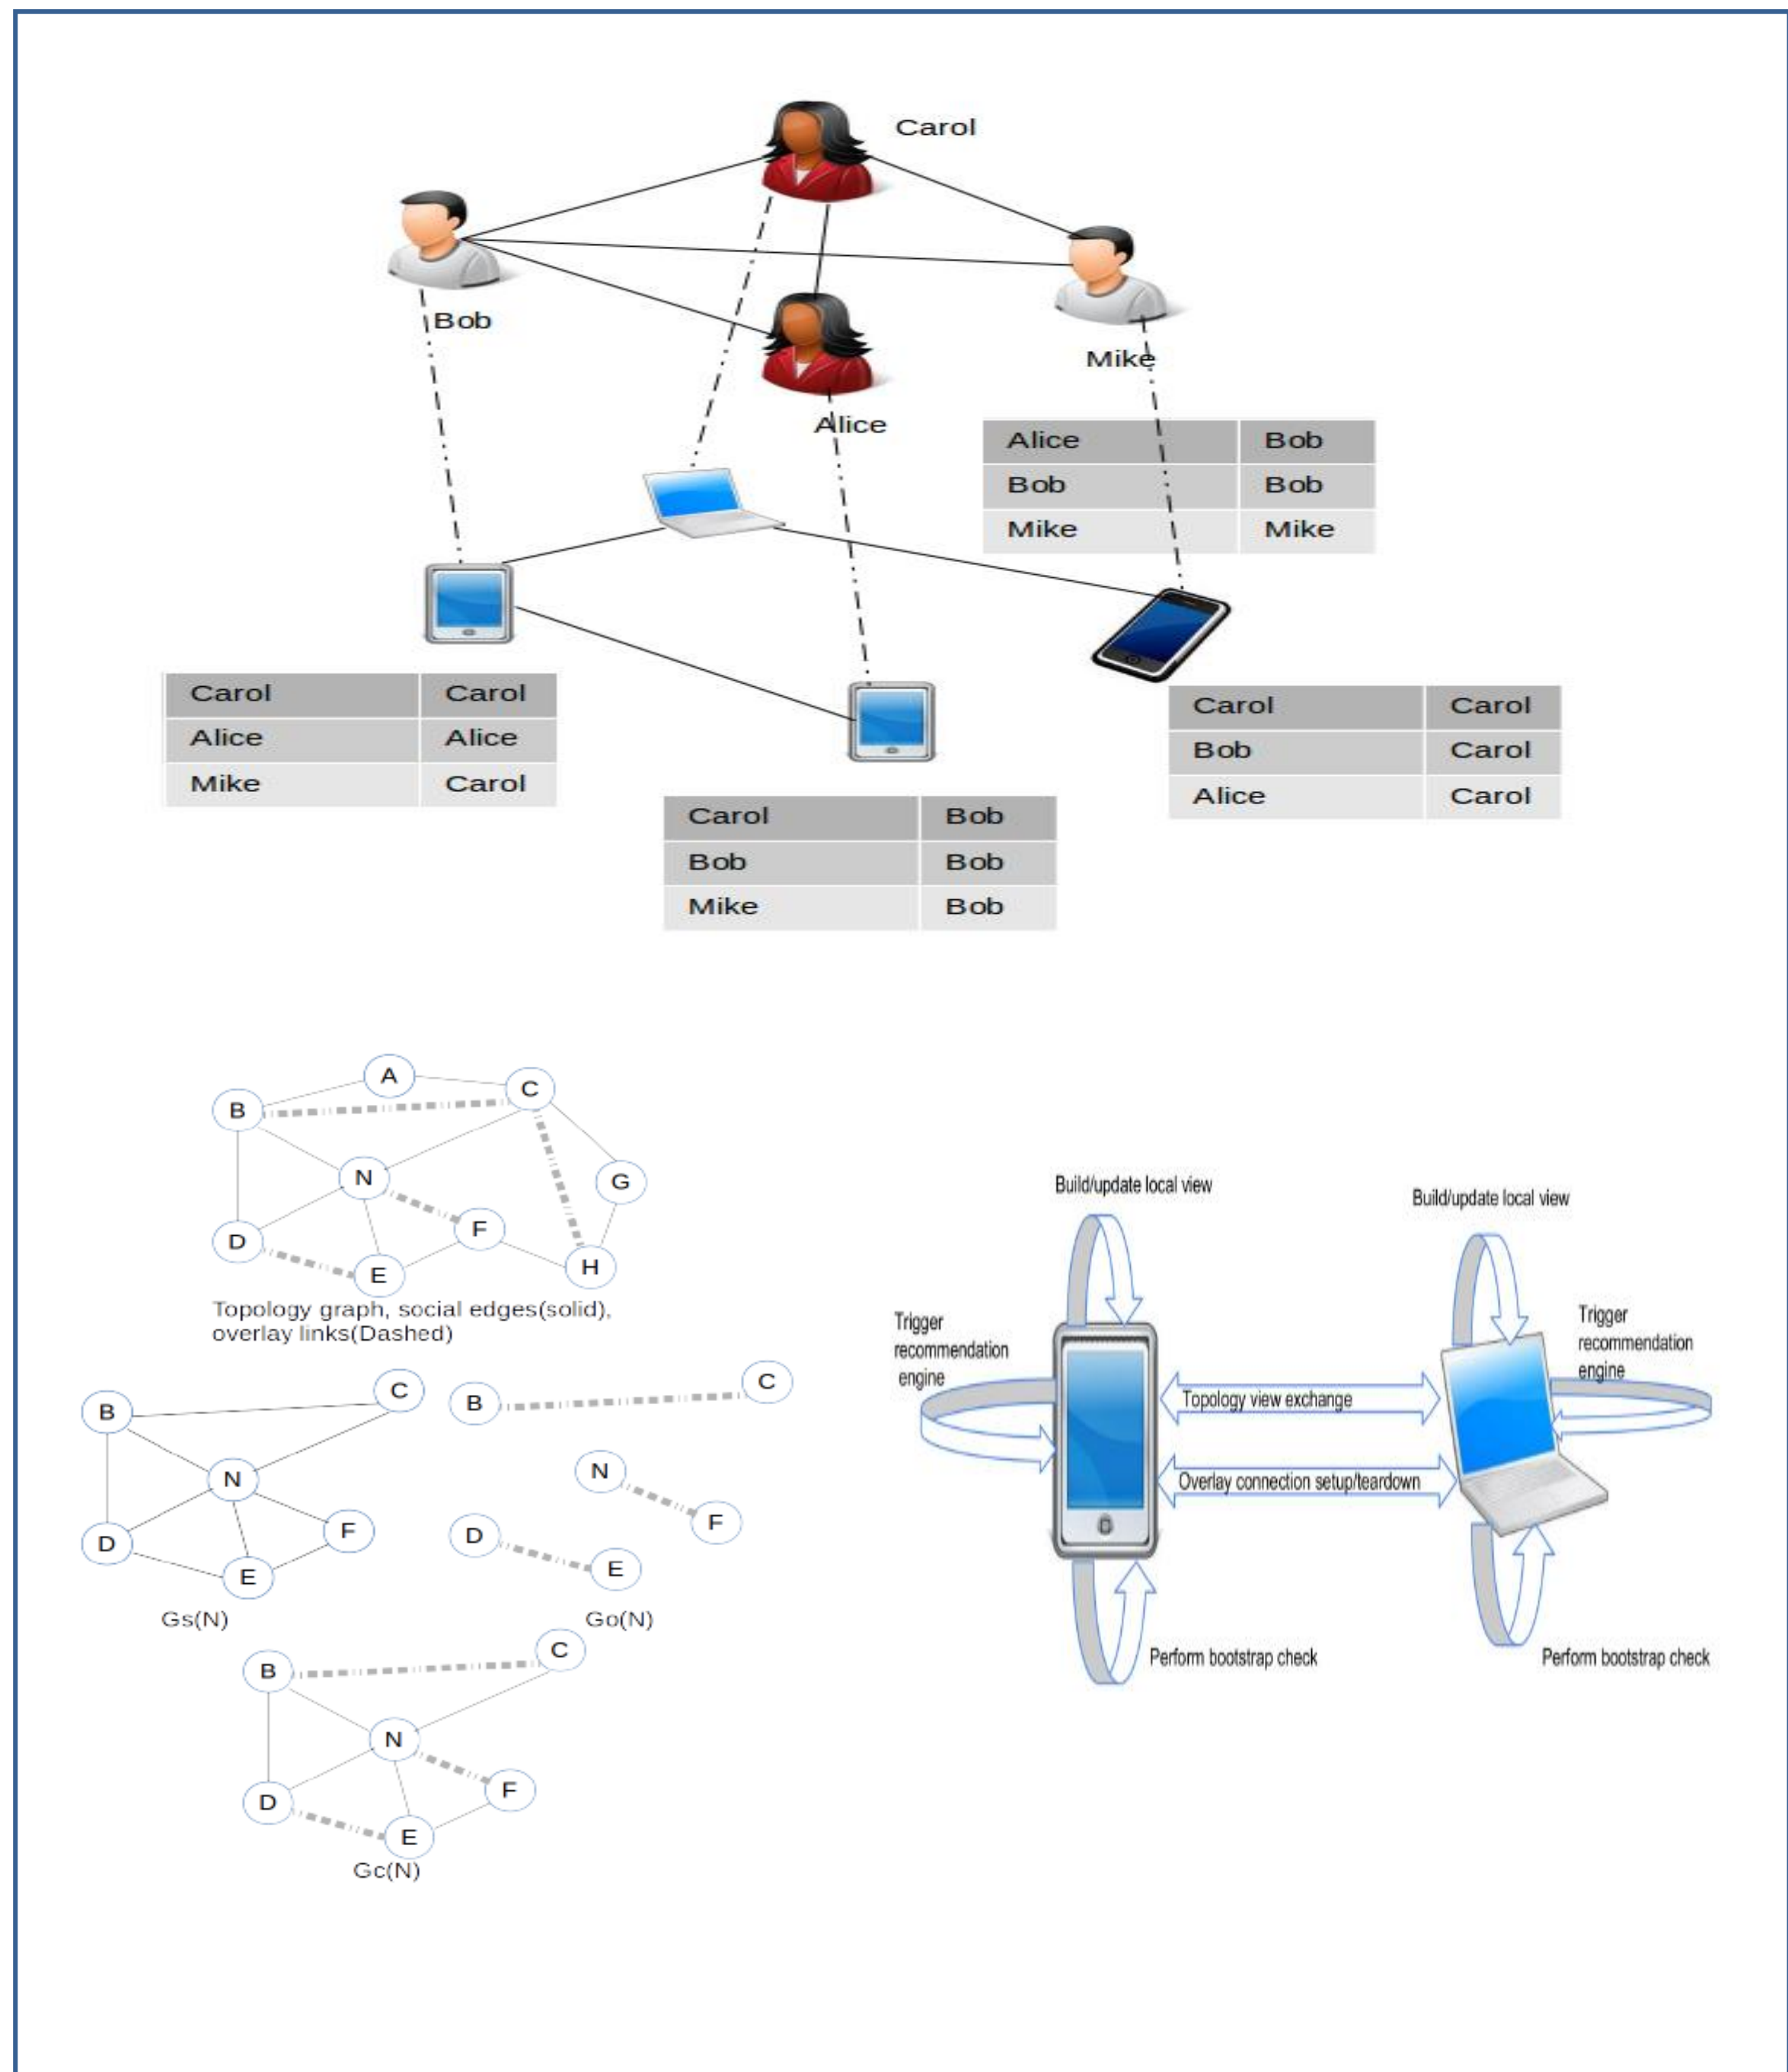 Carol
Bob
Mike
Alice
Alice Bob
Bob Bob
Mike Mike
Carol Carol
Alice Alice
Mike Carol
Carol Carol
Bob Carol
Alice Carol
Carol Bob
Bob Bob
Mike Bob
A
C
B
N
G
F
D
H
E
Topology graph, social edges(solid),
overlay links(Dashed)
C
B
N
F
D
E
Gs(N)
C
B
N
F
D
E
Go(N)
C
B
N
F
D
E
Gc(N)
Build/update local view
Build/update local view
Trigger
recommendation
engine
Trigger
recommendation
engine
Topology view exchange
Overlay connection setup/teardown
Perform bootstrap check
Perform bootstrap check